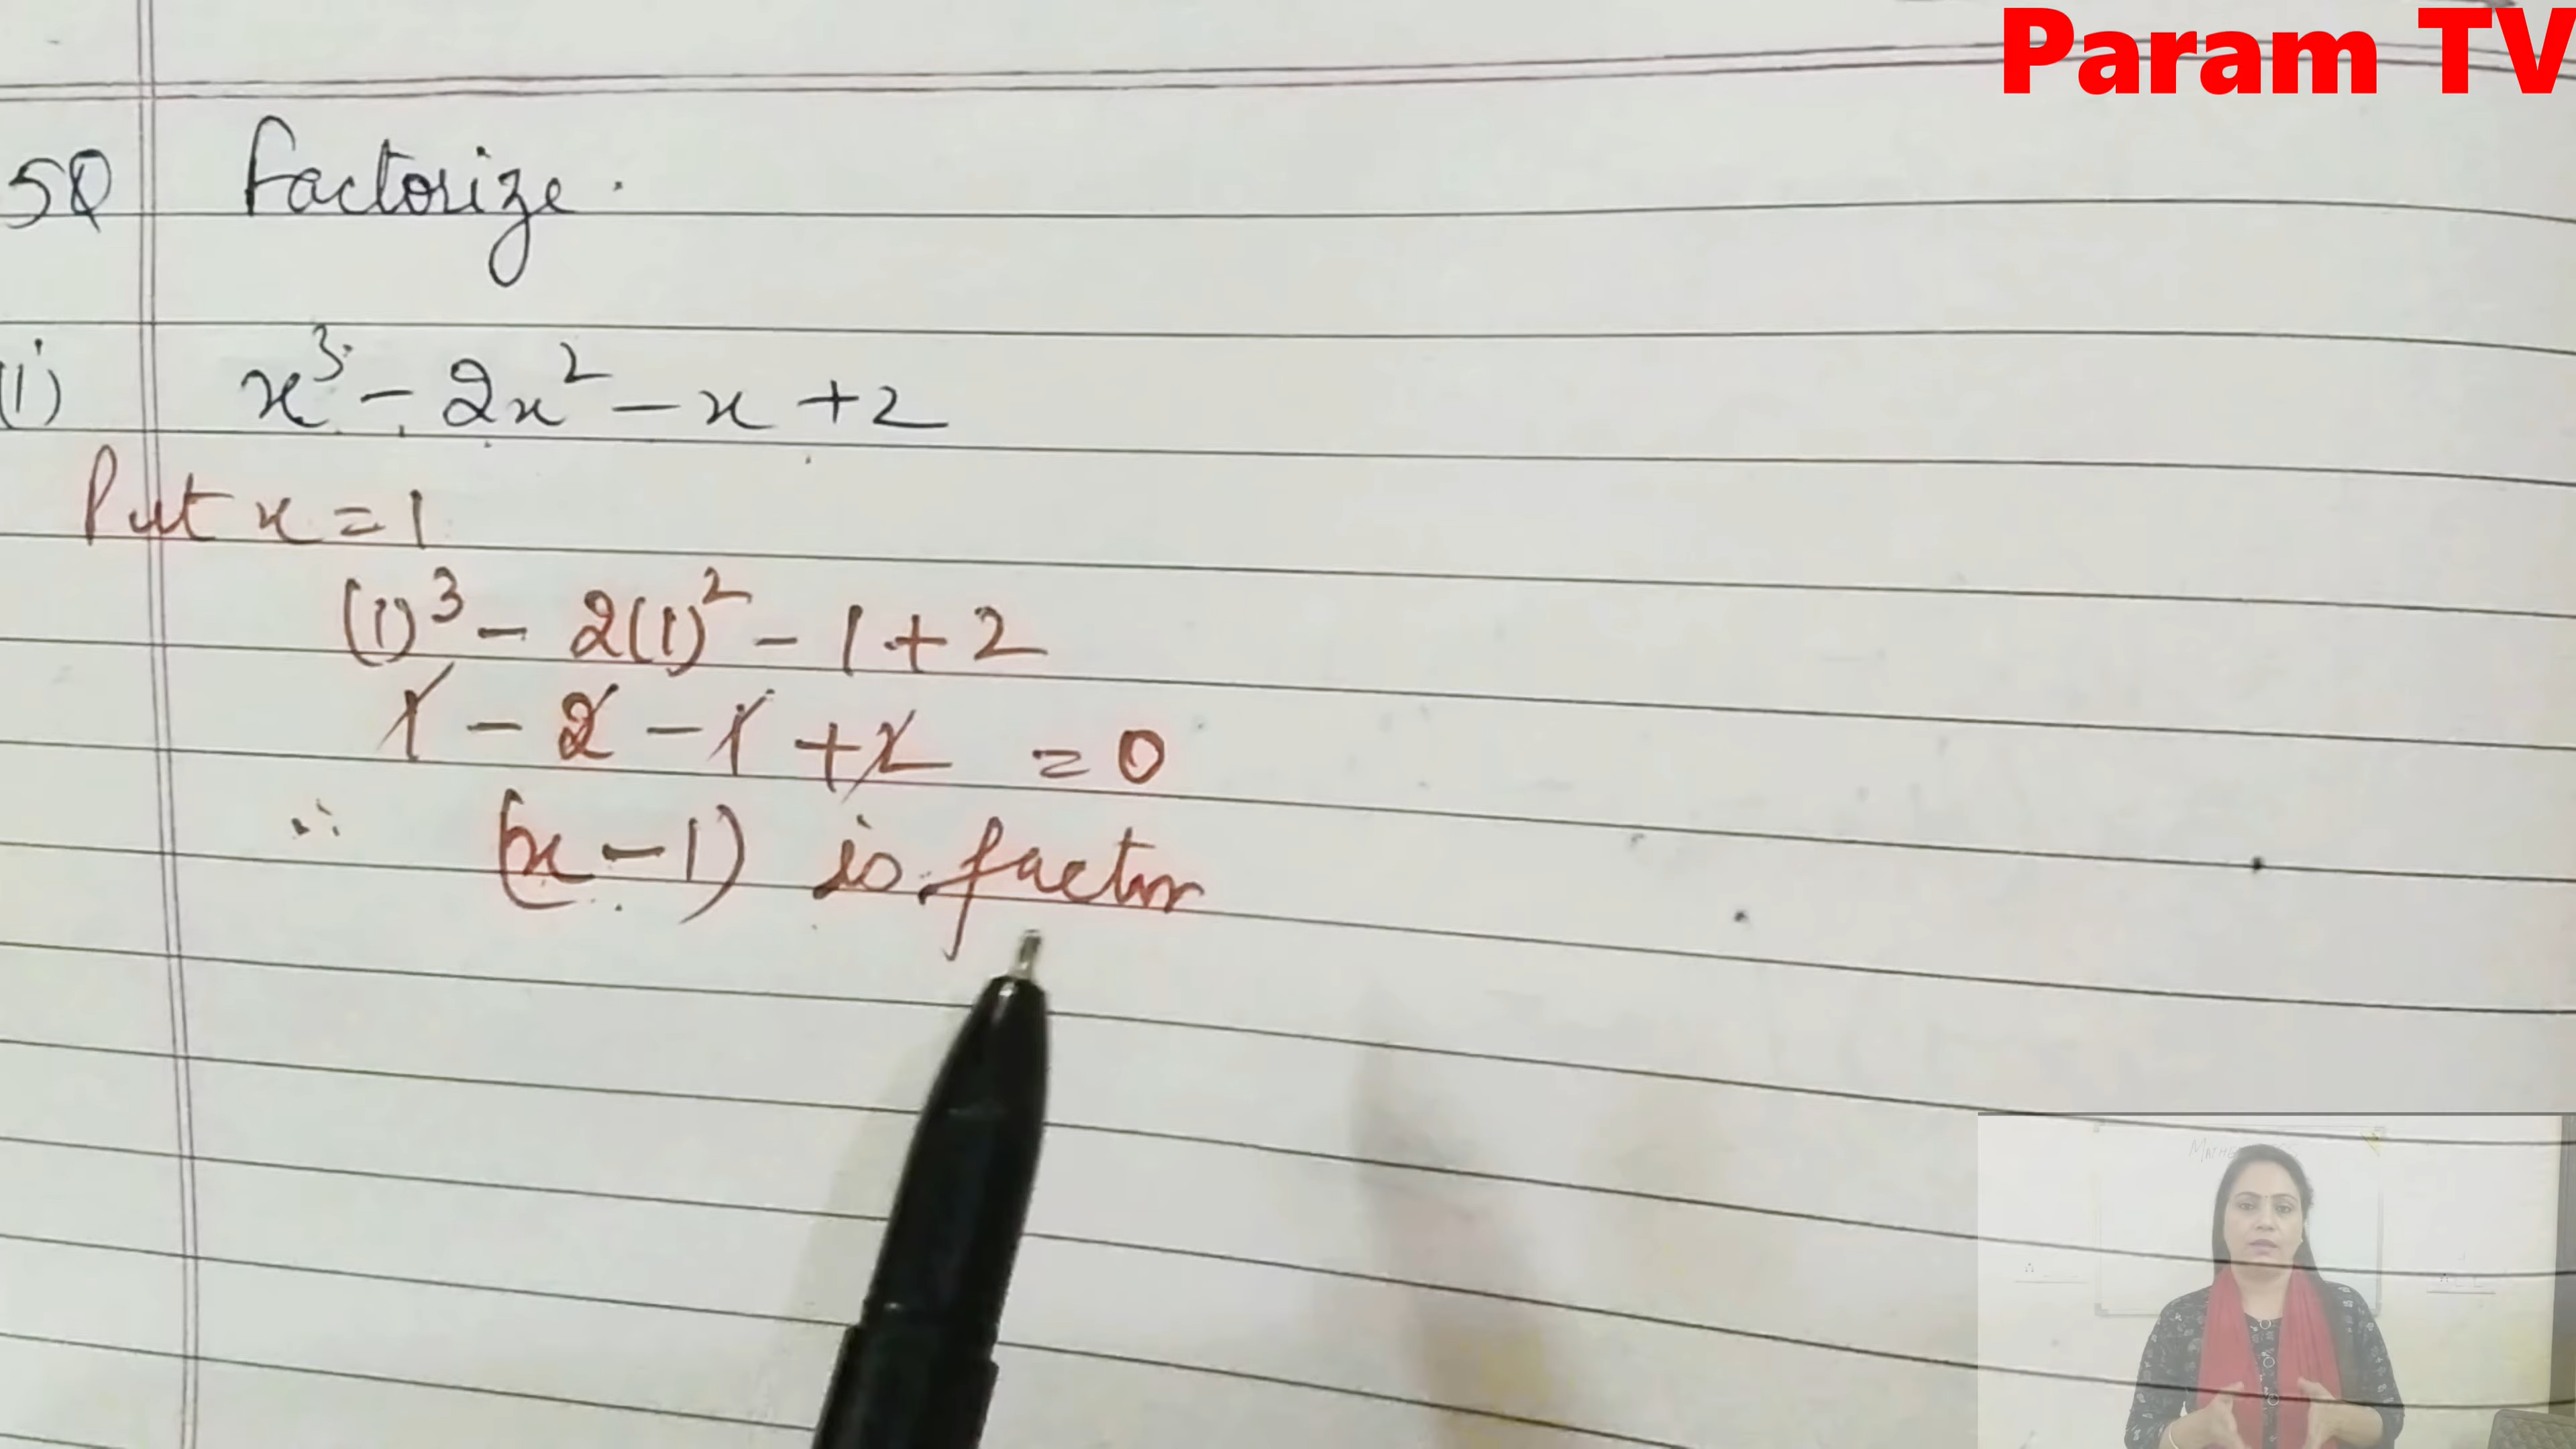 Param TV
5Q Factorize.
(i) x³ - 2x² - x + 2
Put x = 1
(1)³ - 2(1)² - 1 + 2
1 - 2 - 1 + 2 = 0
∴ (x - 1) is factor